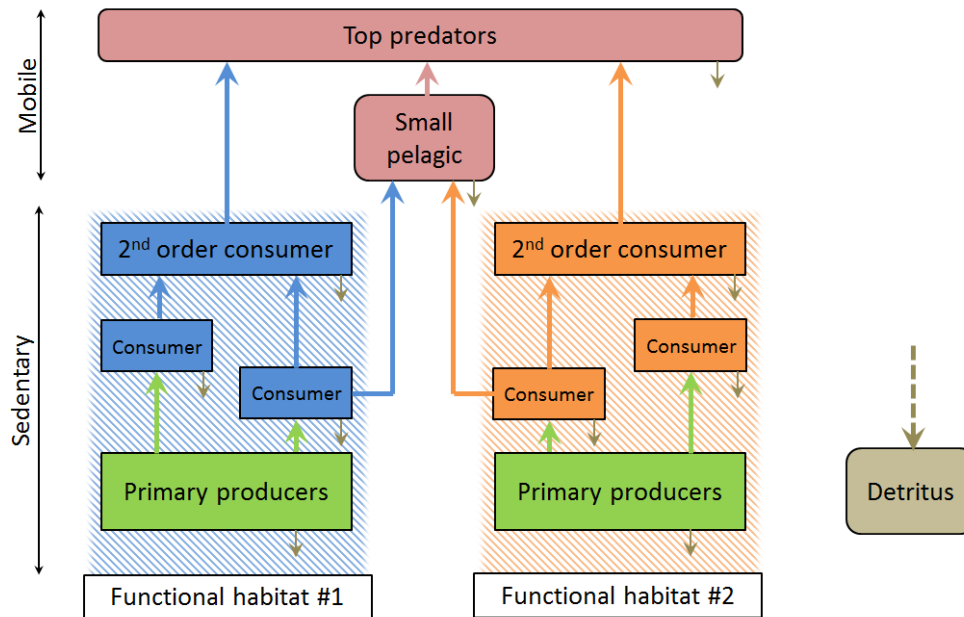 Top predators
Mobile
Small
pelagic
Sedentary
2nd order consumer
2nd order consumer
Consumer
Consumer
Consumer
Consumer
Primary producers
Primary producers
Detritus
Functional habitat #1
Functional habitat #2